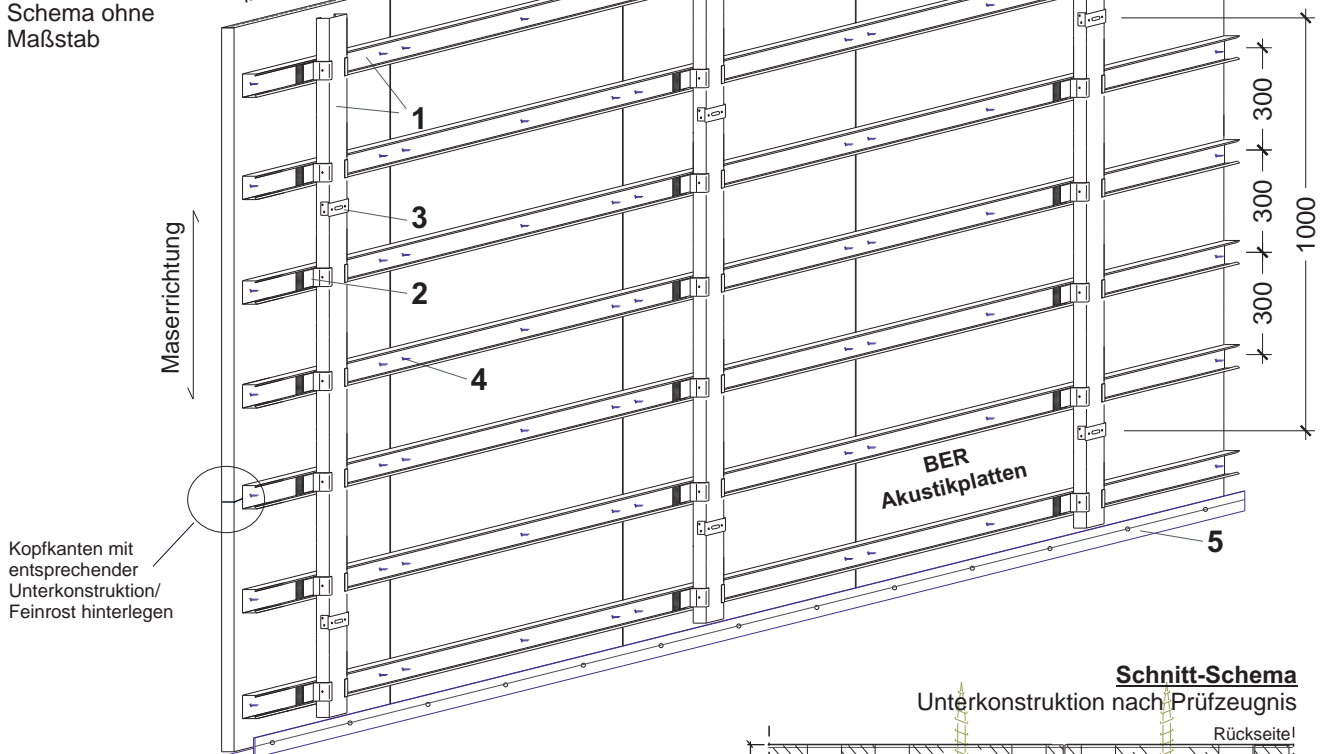 Schema ohne
Maßstab
1
3
2
4
Maserrichtung
300
300
300
1000
BER
Akustikplatten
5
Kopfkanten mit
entsprechender
Unterkonstruktion/
Feinrost hinterlegen
Schnitt-Schema
Unterkonstruktion nach Prüfzeugnis
Rückseite